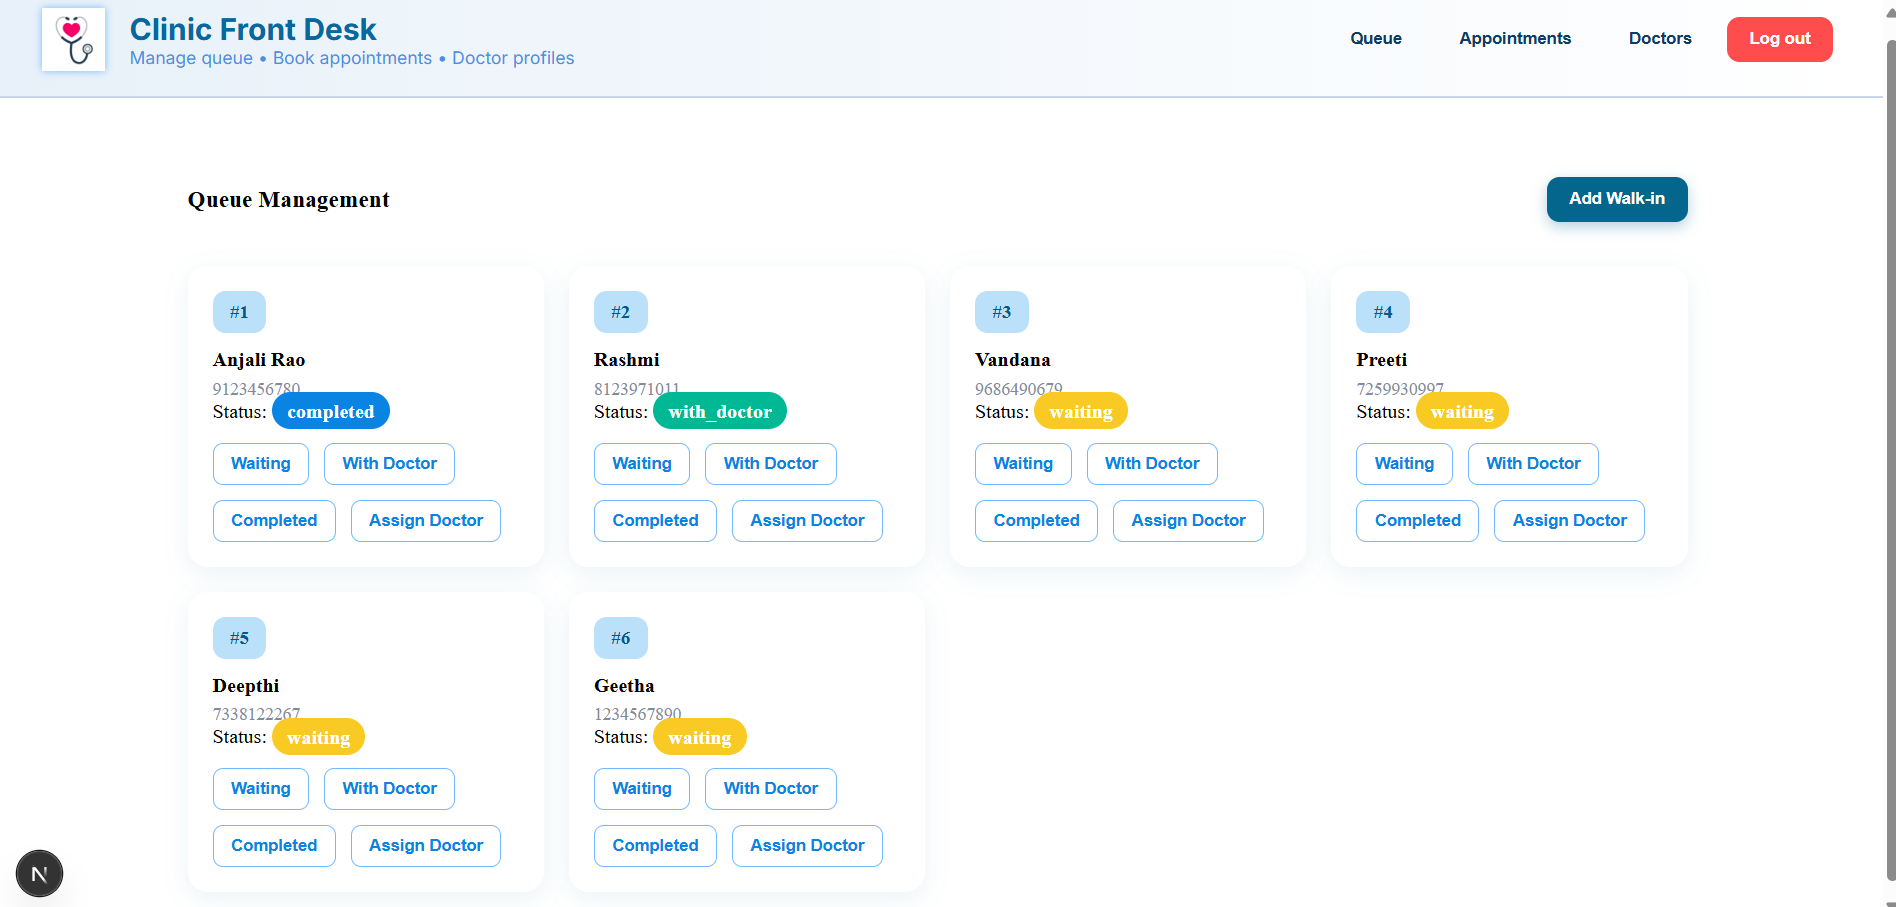 Clinic Front Desk
Manage queue • Book appointments • Doctor profiles
Queue
Appointments
Doctors
Log out
Queue Management
Add Walk-in
#1
Anjali Rao
9123456780
Status: completed
Waiting
With Doctor
Completed
Assign Doctor
#2
Rashmi
8123971011
Status: with_doctor
Waiting
With Doctor
Completed
Assign Doctor
#3
Vandana
9686490679
Status: waiting
Waiting
With Doctor
Completed
Assign Doctor
#4
Preeti
7259930997
Status: waiting
Waiting
With Doctor
Completed
Assign Doctor
#5
Deepthi
7338122267
Status: waiting
Waiting
With Doctor
Completed
Assign Doctor
#6
Geetha
1234567890
Status: waiting
Waiting
With Doctor
Completed
Assign Doctor
N